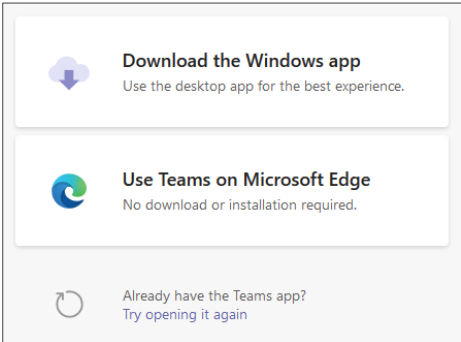 Download the Windows app
Use the desktop app for the best experience.
Use Teams on Microsoft Edge
No download or installation required.
Already have the Teams app?
Try opening it again